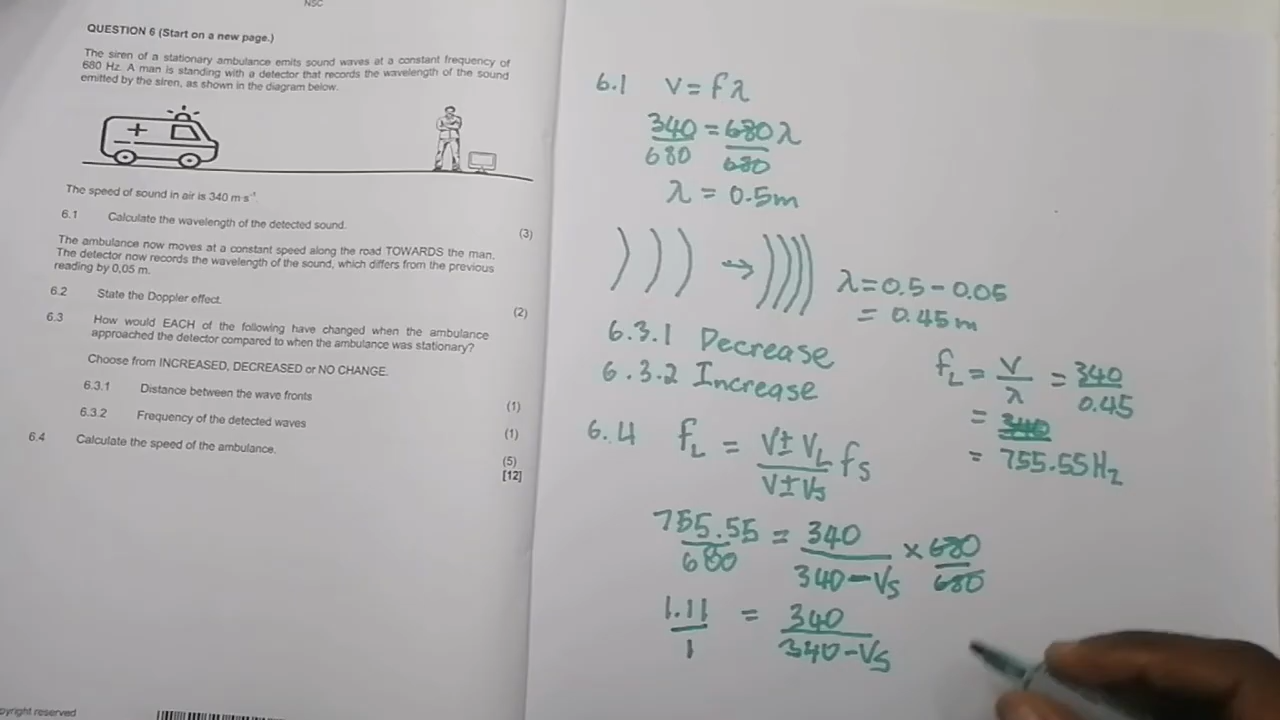 NSC
QUESTION 6 (Start on a new page.)
The siren of a stationary ambulance emits sound waves at a constant frequency of
680 Hz. A man is standing with a detector that records the wavelength of the sound
emitted by the siren, as shown in the diagram below.
The speed of sound in air is 340 m·s⁻¹
6.1 Calculate the wavelength of the detected sound. (3)
The ambulance now moves at a constant speed along the road TOWARDS the man.
The detector now records the wavelength of the sound, which differs from the previous
reading by 0,05 m.
6.2 State the Doppler effect. (2)
6.3 How would EACH of the following have changed when the ambulance
approached the detector compared to when the ambulance was stationary?
Choose from INCREASED, DECREASED or NO CHANGE.
6.3.1 Distance between the wave fronts (1)
6.3.2 Frequency of the detected waves (1)
6.4 Calculate the speed of the ambulance. (5)
[12]
pyright reserved
6.1 v = fλ
340/680 = 680λ/680
λ = 0.5m
λ = 0.5 - 0.05
= 0.45m
6.3.1 Decrease
6.3.2 Increase
fL = V/λ = 340/0.45
= 340
= 755.55Hz
6.4 fL = V± VL/V± Vs fs
755.55/680 = 340/340-Vs × 680/680
1.11/1 = 340/340-Vs